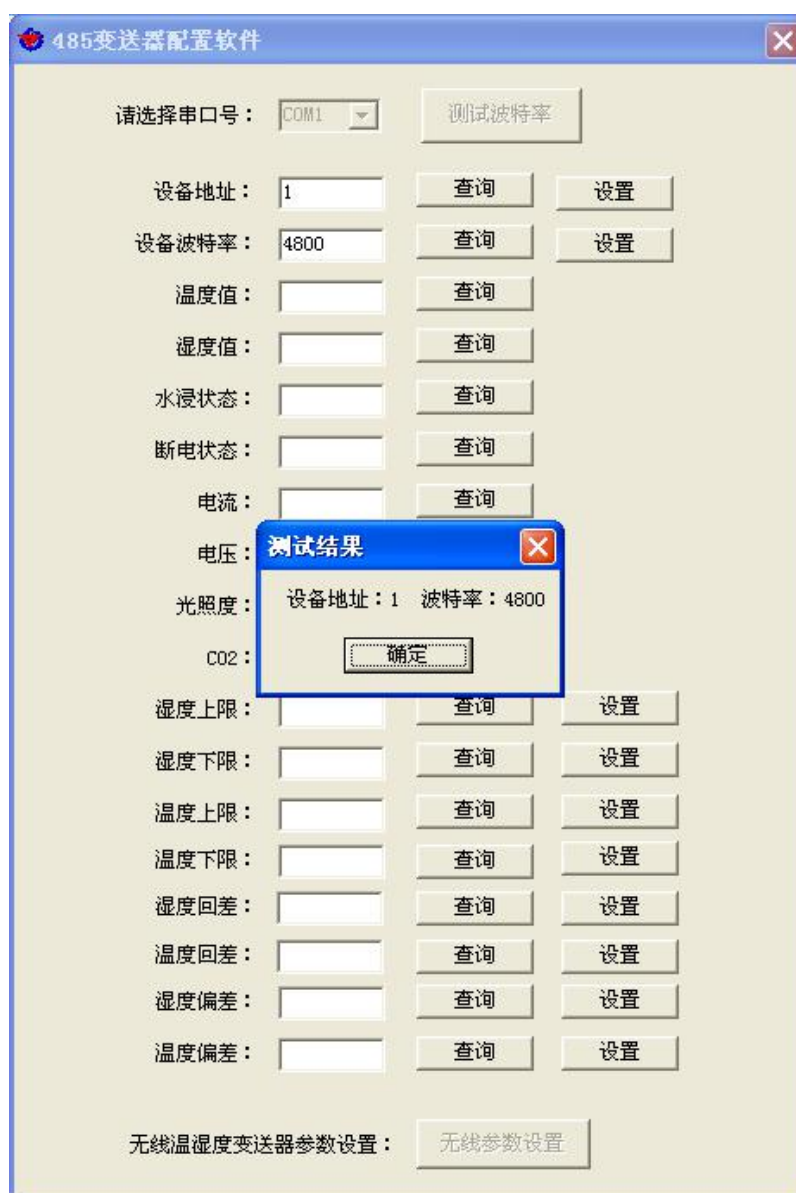 485变送器配置软件
请选择串口号： COM1 测试波特率
设备地址： 1 查询 设置
设备波特率： 4800 查询 设置
温度值： 查询
湿度值： 查询
水浸状态： 查询
断电状态： 查询
电流： 查询
电压： 测试结果
光照度： 设备地址：1 波特率：4800
CO2： 确定
湿度上限： 查询 设置
湿度下限： 查询 设置
温度上限： 查询 设置
温度下限： 查询 设置
湿度回差： 查询 设置
温度回差： 查询 设置
湿度偏差： 查询 设置
温度偏差： 查询 设置
无线温湿度变送器参数设置： 无线参数设置